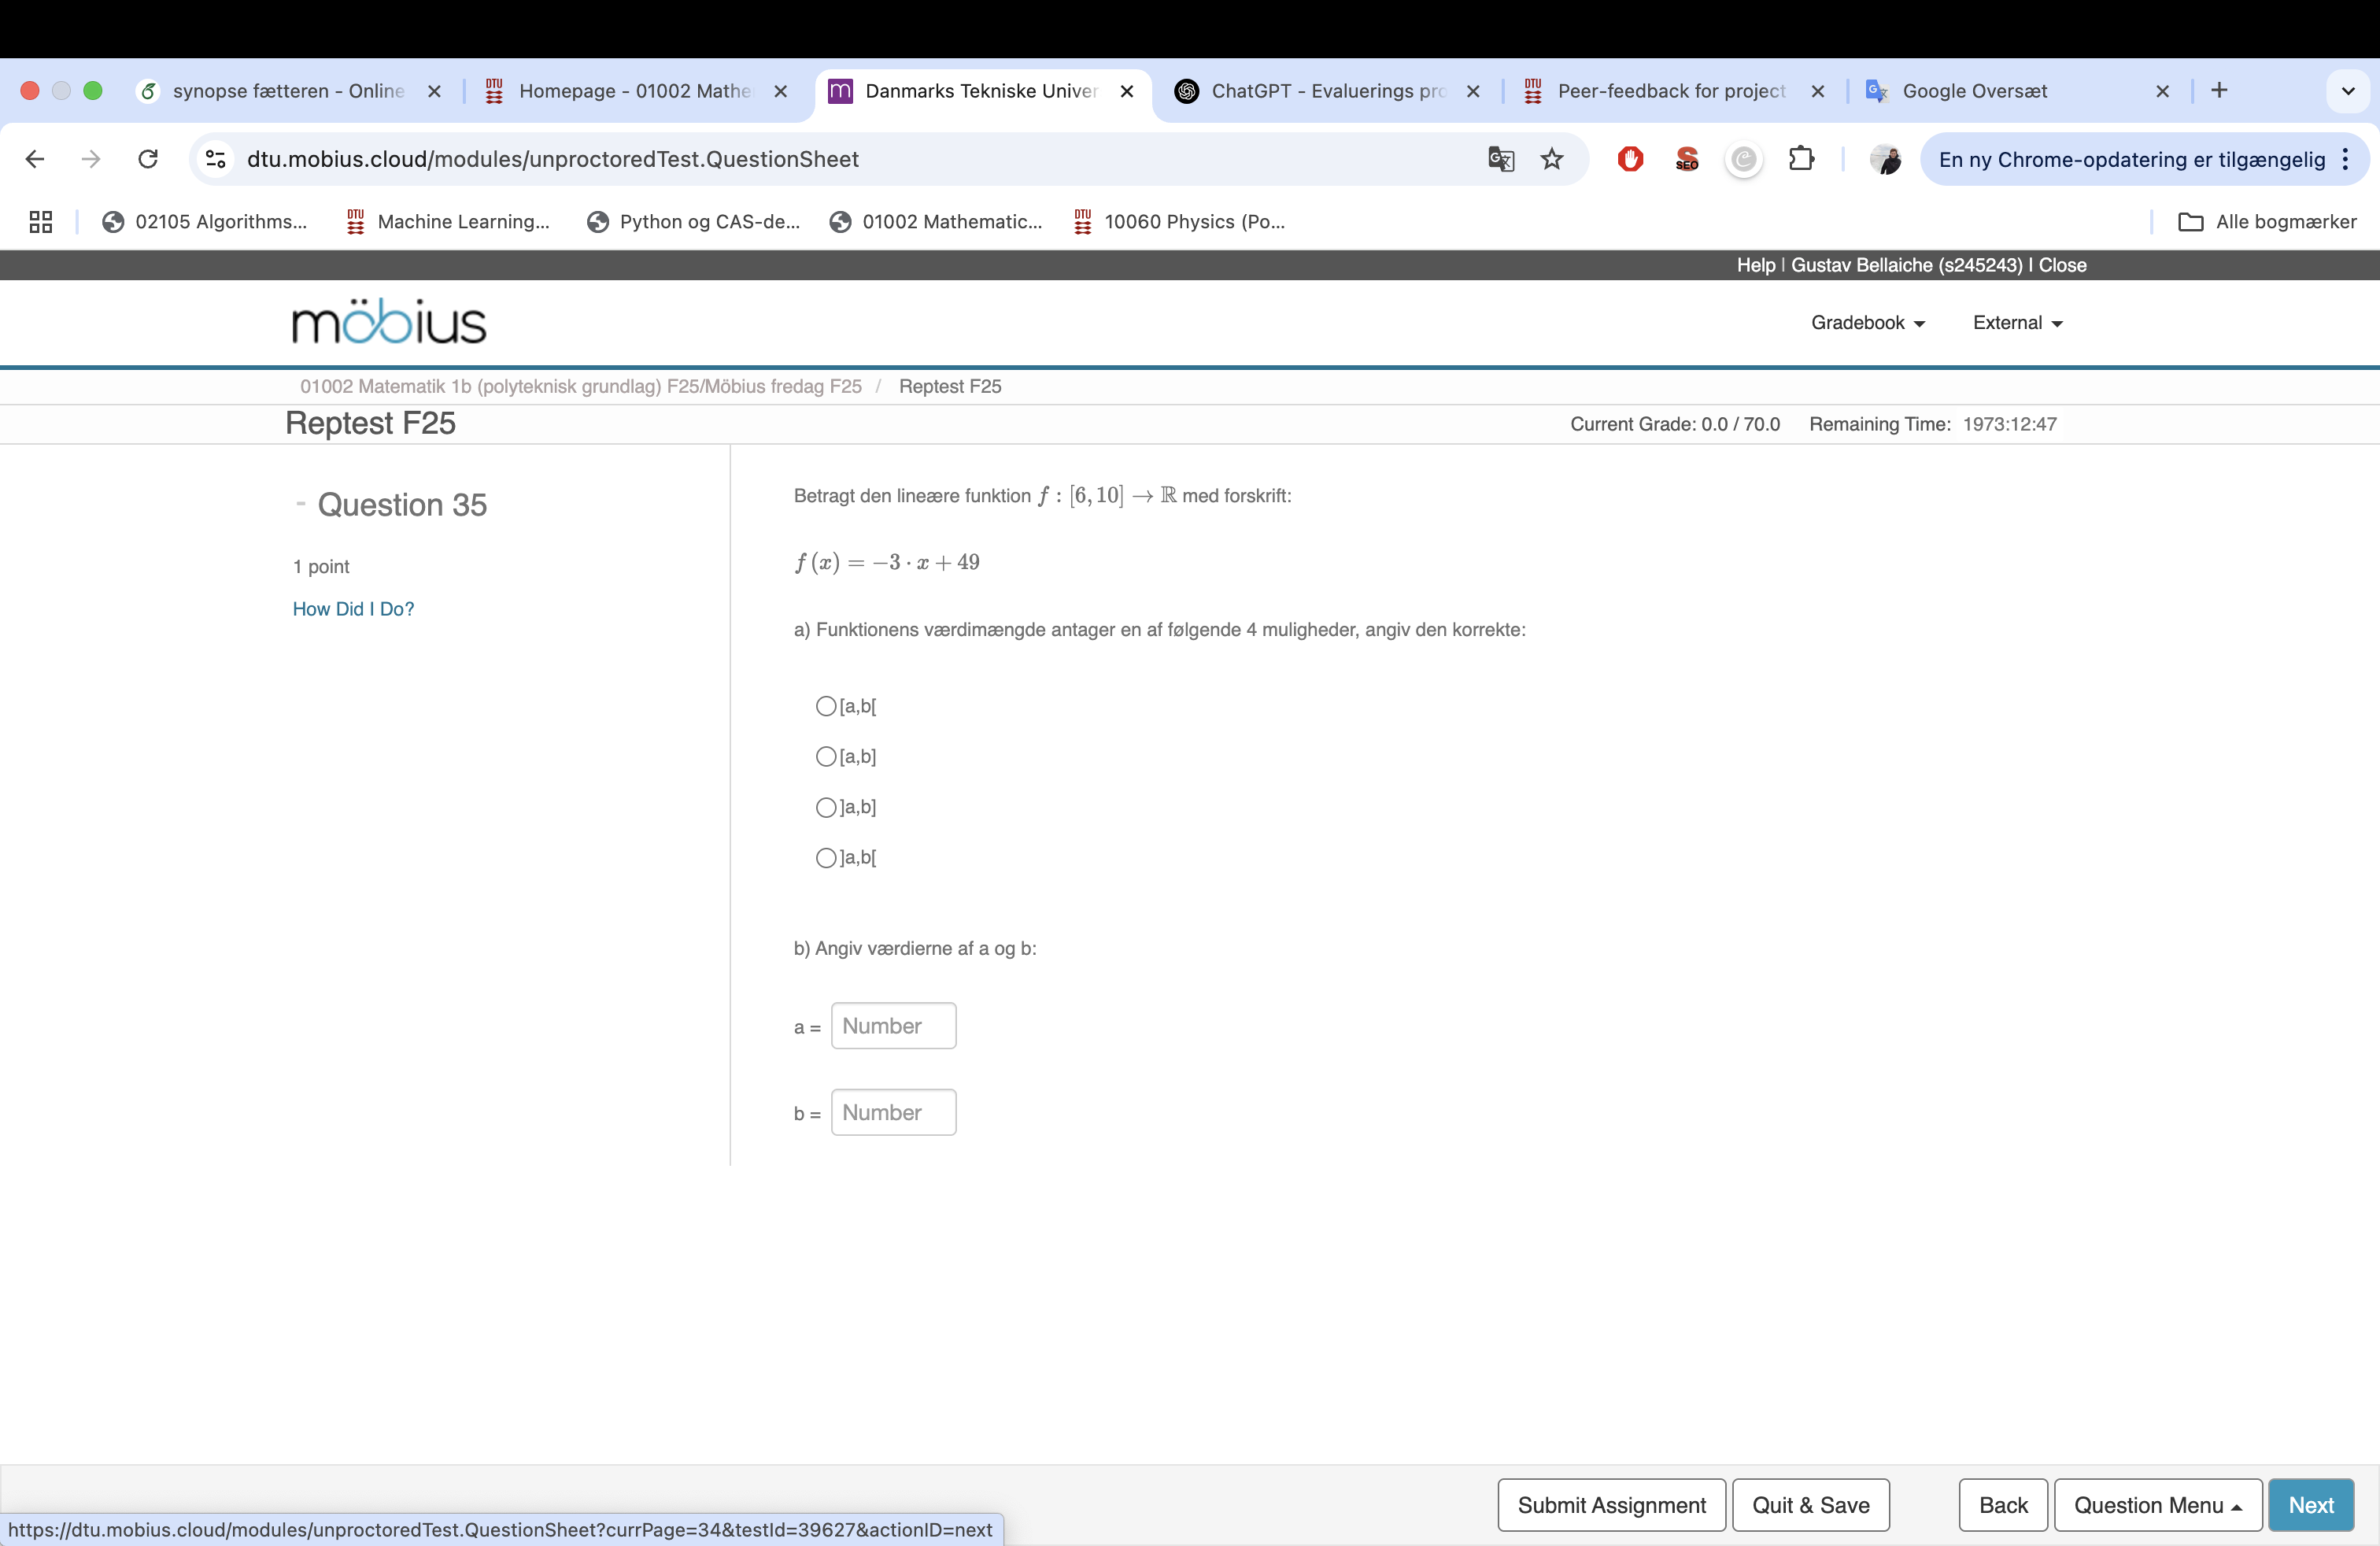 synopse fætteren - Online
Homepage - 01002 Mathe
Danmarks Tekniske Univer
ChatGPT - Evaluerings pro
Peer-feedback for project
Google Oversæt
dtu.mobius.cloud/modules/unproctoredTest.QuestionSheet
SEO
En ny Chrome-opdatering er tilgængelig
02105 Algorithms...
Machine Learning...
Python og CAS-de...
01002 Mathematic...
10060 Physics (Po...
Alle bogmærker
Help | Gustav Bellaiche (s245243) | Close
möbius
Gradebook
External
01002 Matematik 1b (polyteknisk grundlag) F25/Möbius fredag F25 / Reptest F25
Reptest F25
Current Grade: 0.0 / 70.0 Remaining Time: 1973:12:47
- Question 35
1 point
How Did I Do?
Betragt den lineære funktion f : [6, 10] → ℝ med forskrift:
f (x) = −3 · x + 49
a) Funktionens værdimængde antager en af følgende 4 muligheder, angiv den korrekte:
[a,b[
[a,b]
]a,b]
]a,b[
b) Angiv værdierne af a og b:
a = Number
b = Number
Submit Assignment
Quit & Save
Back
Question Menu
Next
https://dtu.mobius.cloud/modules/unproctoredTest.QuestionSheet?currPage=34&testId=39627&actionID=next